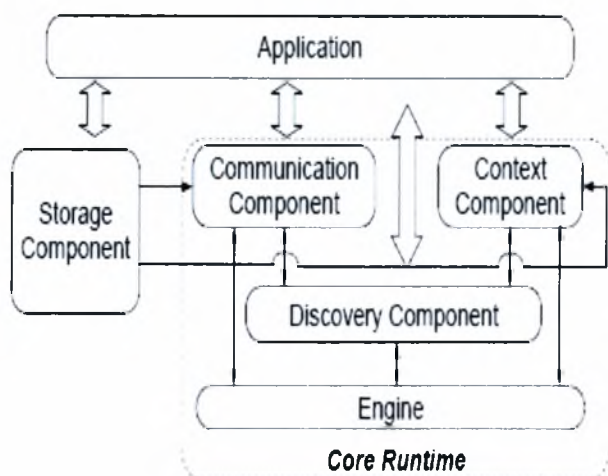 Application
Communication
Component
Context
Component
Storage
Component
Discovery Component
Engine
Core Runtime